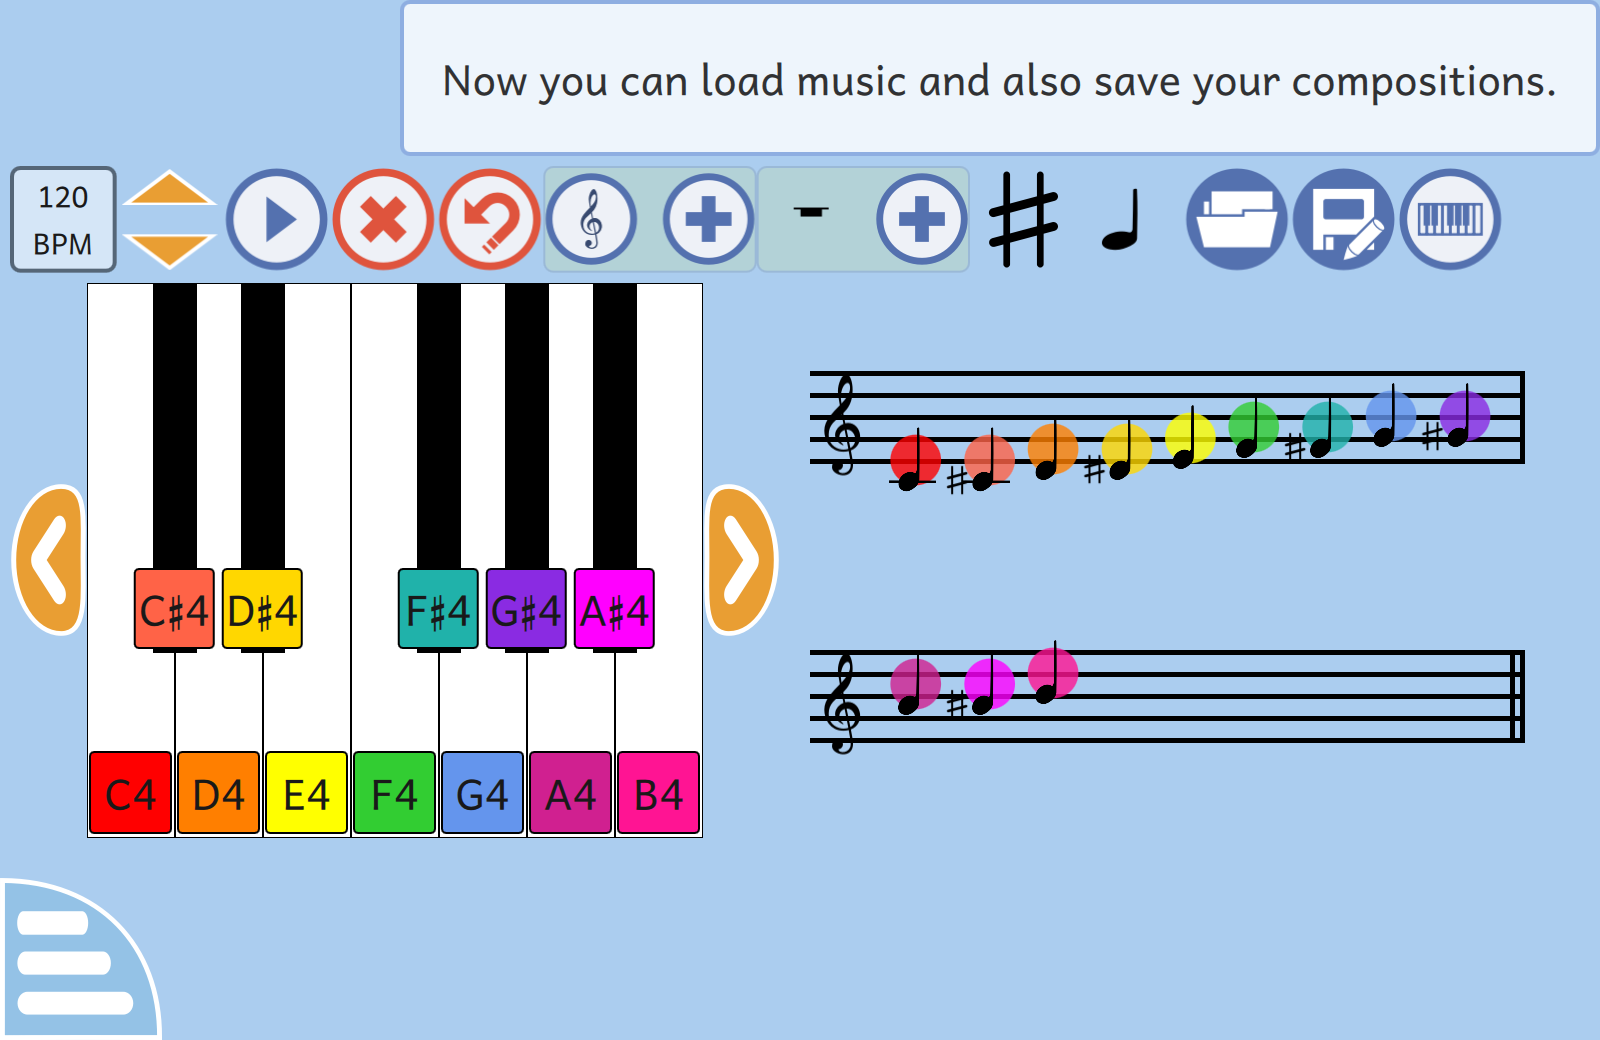 Now you can load music and also save your compositions.
120
BPM
C♯4 D♯4 F♯4 G♯4 A♯4
C4 D4 E4 F4 G4 A4 B4